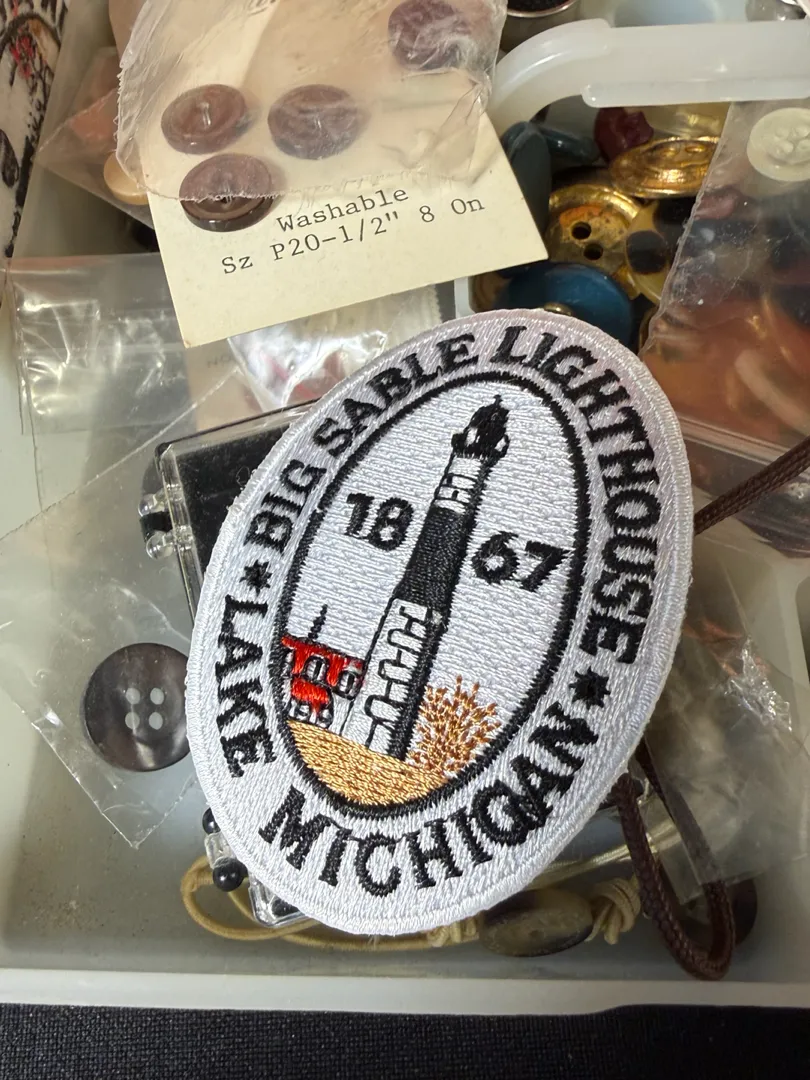 Washable
Sz P20-1/2" 8 On
BIG SABLE LIGHTHOUSE
18 67
LAKE MICHIGAN